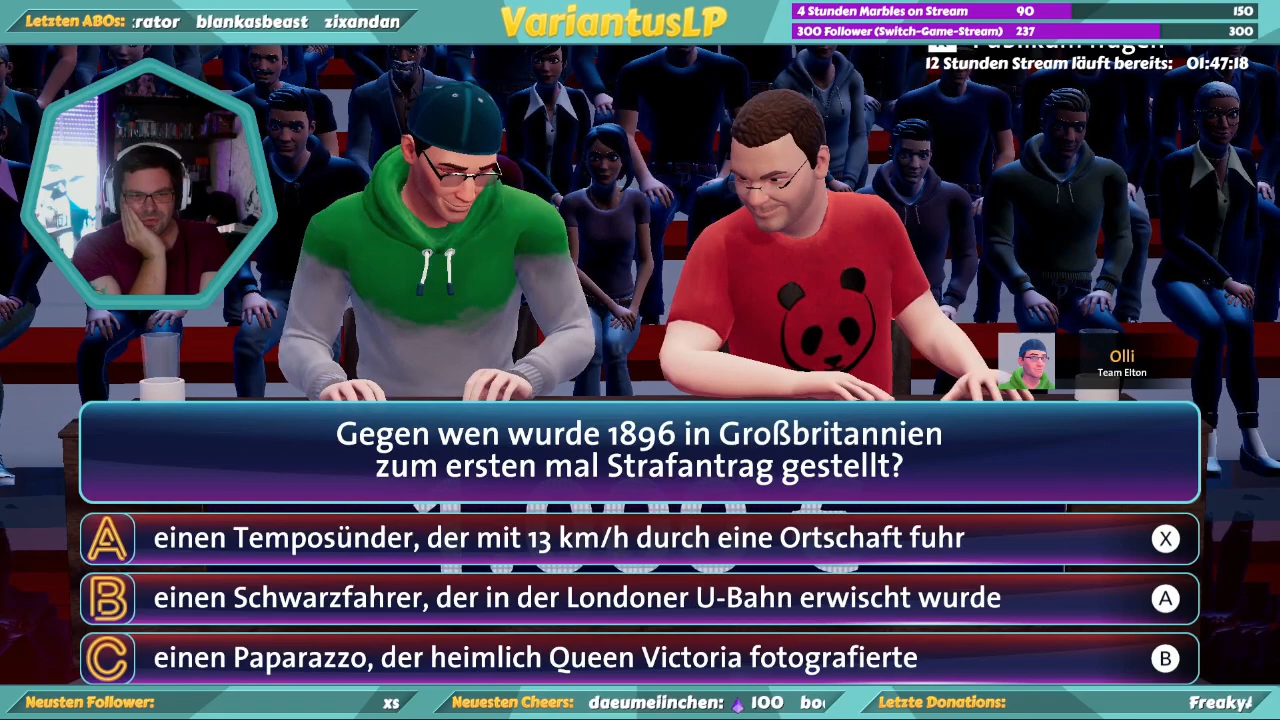 Letzten ABOs: rator blankasbeast zixandan
VariantusLP
4 Stunden Marbles on Stream 90 150
300 Follower (Switch-Game-Stream) 237 300
12 Stunden Stream läuft bereits: 01:47:18
Olli
Team Elton
Gegen wen wurde 1896 in Großbritannien
zum ersten mal Strafantrag gestellt?
A einen Temposünder, der mit 13 km/h durch eine Ortschaft fuhr X
B einen Schwarzfahrer, der in der Londoner U-Bahn erwischt wurde A
C einen Paparazzo, der heimlich Queen Victoria fotografierte B
Neusten Follower: xs Neuesten Cheers: daeumelinchen: 100 Letzte Donations: